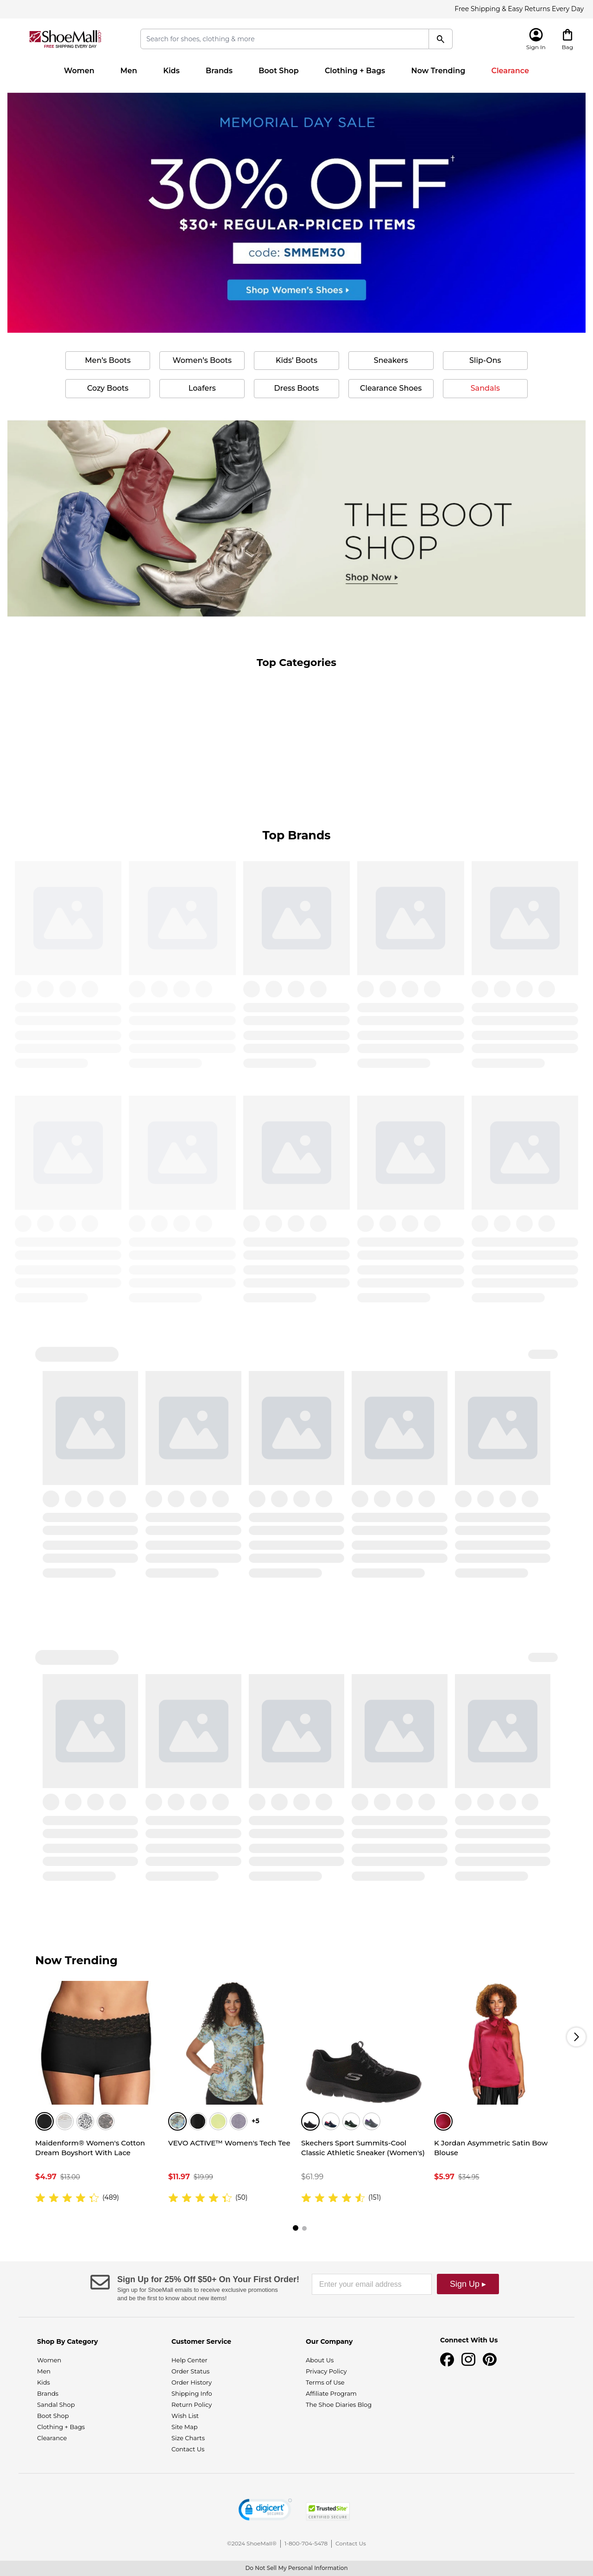 Free Shipping & Easy Returns Every Day
ShoeMall.com
FREE SHIPPING EVERY DAY
Search for shoes, clothing & more
Sign In
Bag
Women Men Kids Brands Boot Shop Clothing + Bags Now Trending Clearance
MEMORIAL DAY SALE
30% OFF†
$30+ REGULAR-PRICED ITEMS
code: SMMEM30
Shop Women's Shoes ▸
Men's Boots Women's Boots Kids' Boots Sneakers Slip-Ons
Cozy Boots Loafers Dress Boots Clearance Shoes Sandals
THE BOOT
SHOP
Shop Now ▸
Top Categories
Top Brands
Now Trending
+5
Maidenform® Women's Cotton
Dream Boyshort With Lace
$4.97 $13.00
(489)
VEVO ACTIVE™ Women's Tech Tee
$11.97 $19.99
(50)
Skechers Sport Summits-Cool
Classic Athletic Sneaker (Women's)
$61.99
(151)
K Jordan Asymmetric Satin Bow
Blouse
$5.97 $34.95
Sign Up for 25% Off $50+ On Your First Order!
Sign up for ShoeMall emails to receive exclusive promotions
and be the first to know about new items!
Enter your email address
Sign Up ▸
Shop By Category
Women
Men
Kids
Brands
Sandal Shop
Boot Shop
Clothing + Bags
Clearance
Customer Service
Help Center
Order Status
Order History
Shipping Info
Return Policy
Wish List
Site Map
Size Charts
Contact Us
Our Company
About Us
Privacy Policy
Terms of Use
Affiliate Program
The Shoe Diaries Blog
Connect With Us
digicert
SECURED
TrustedSite
CERTIFIED SECURE
©2024 ShoeMall® 1-800-704-5478 Contact Us
Do Not Sell My Personal Information